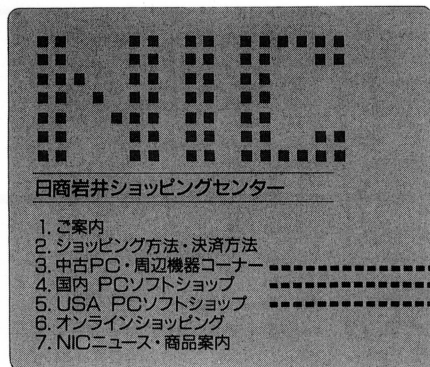 NIC
日商岩井ショッピングセンター
1. ご案内
2. ショッピング方法・決済方法
3. 中古PC・周辺機器コーナー
4. 国内 PCソフトショップ
5. USA PCソフトショップ
6. オンラインショッピング
7. NICニュース・商品案内